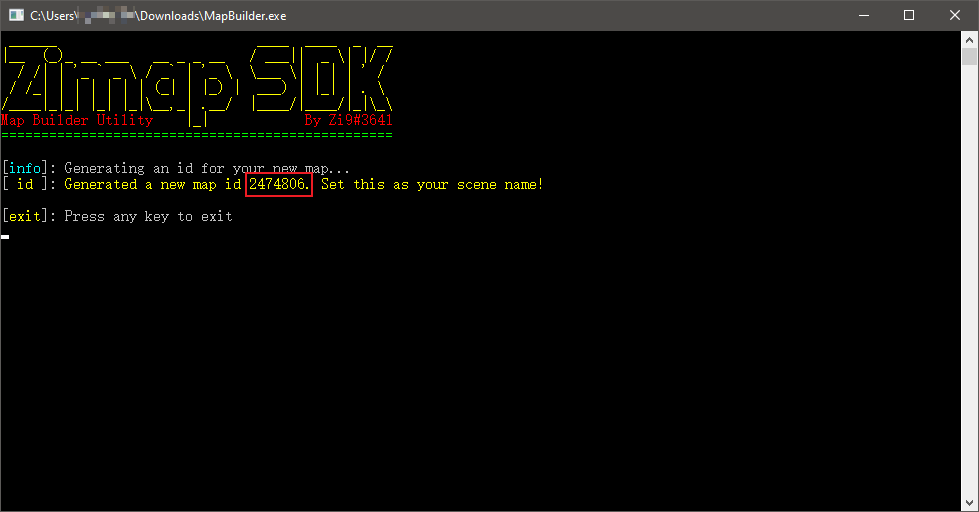 C:\Users\ \Downloads\MapBuilder.exe
Zimap SDK
Map Builder Utility By Zi9#3641
==================================================
[info]: Generating an id for your new map...
[ id ]: Generated a new map id 2474806. Set this as your scene name!
[exit]: Press any key to exit